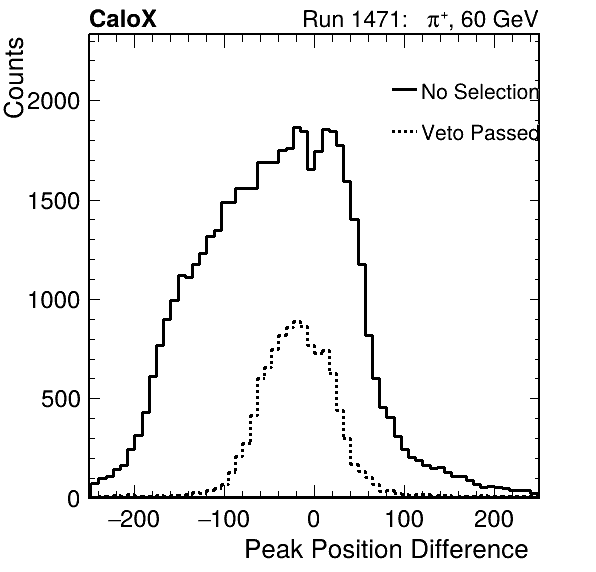 CaloX Run 1471: π⁺, 60 GeV
Counts
No Selection
Veto Passed
2000
1500
1000
500
0
−200 −100 0 100 200
Peak Position Difference